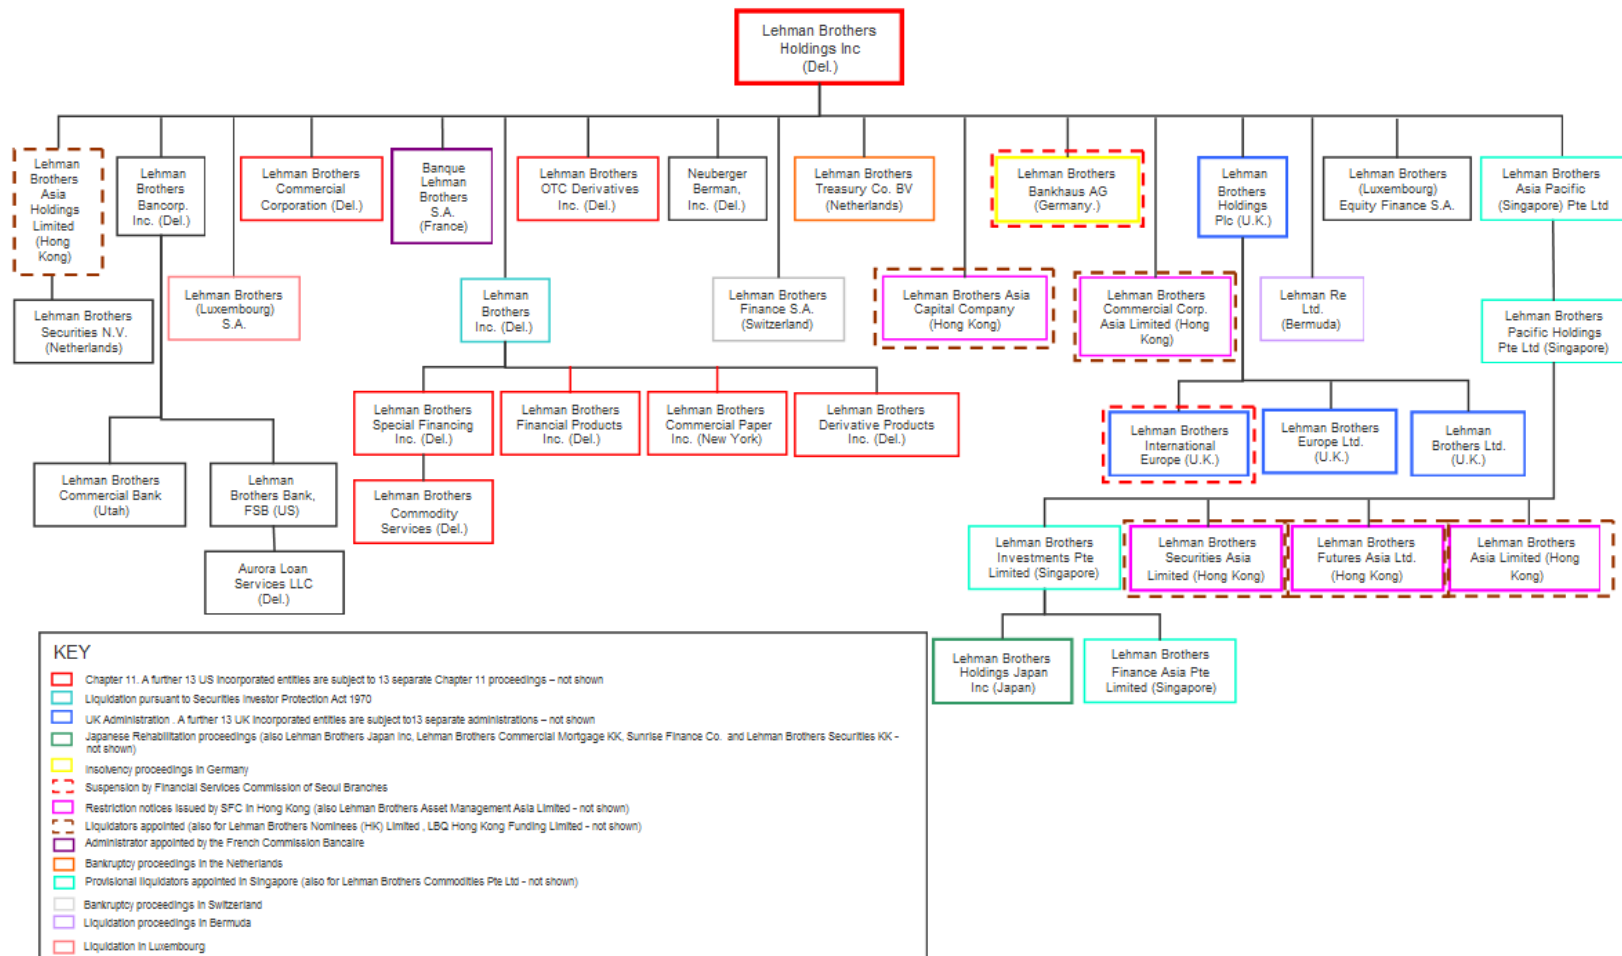 Lehman Brothers
Holdings Inc
(Del.)
Lehman
Brothers
Asia
Holdings
Limited
(Hong
Kong)
Lehman
Brothers
Bancorp.
Inc. (Del.)
Lehman Brothers
Commercial
Corporation (Del.)
Banque
Lehman
Brothers
S.A.
(France)
Lehman Brothers
OTC Derivatives
Inc. (Del.)
Neuberger
Berman,
Inc. (Del.)
Lehman Brothers
Treasury Co. BV
(Netherlands)
Lehman Brothers
Bankhaus AG
(Germany.)
Lehman
Brothers
Holdings
Plc (U.K.)
Lehman Brothers
(Luxembourg)
Equity Finance S.A.
Lehman Brothers
Asia Pacific
(Singapore) Pte Ltd
Lehman Brothers
Securities N.V.
(Netherlands)
Lehman Brothers
(Luxembourg)
S.A.
Lehman
Brothers
Inc. (Del.)
Lehman Brothers
Finance S.A.
(Switzerland)
Lehman Brothers Asia
Capital Company
(Hong Kong)
Lehman Brothers
Commercial Corp.
Asia Limited (Hong
Kong)
Lehman Re
Ltd.
(Bermuda)
Lehman Brothers
Pacific Holdings
Pte Ltd (Singapore)
Lehman Brothers
Special Financing
Inc. (Del.)
Lehman Brothers
Financial Products
Inc. (Del.)
Lehman Brothers
Commercial Paper
Inc. (New York)
Lehman Brothers
Derivative Products
Inc. (Del.)
Lehman Brothers
International
Europe (U.K.)
Lehman Brothers
Europe Ltd.
(U.K.)
Lehman
Brothers Ltd.
(U.K.)
Lehman Brothers
Commercial Bank
(Utah)
Lehman
Brothers Bank,
FSB (US)
Lehman Brothers
Commodity
Services (Del.)
Lehman Brothers
Investments Pte
Limited (Singapore)
Lehman Brothers
Securities Asia
Limited (Hong Kong)
Lehman Brothers
Futures Asia Ltd.
(Hong Kong)
Lehman Brothers
Asia Limited (Hong
Kong)
Aurora Loan
Services LLC
(Del.)
Lehman Brothers
Holdings Japan
Inc (Japan)
Lehman Brothers
Finance Asia Pte
Limited (Singapore)
KEY
Chapter 11. A further 13 US Incorporated entities are subject to 13 separate Chapter 11 proceedings – not shown
Liquidation pursuant to Securities Investor Protection Act 1970
UK Administration . A further 13 UK Incorporated entities are subject to13 separate administrations – not shown
Japanese Rehabilitation proceedings (also Lehman Brothers Japan Inc, Lehman Brothers Commercial Mortgage KK, Sunrise Finance Co. and Lehman Brothers Securities KK -
not shown)
Insolvency proceedings in Germany
Suspension by Financial Services Commission of Seoul Branches
Restriction notices issued by SFC in Hong Kong (also Lehman Brothers Asset Management Asia Limited - not shown)
Liquidators appointed (also for Lehman Brothers Nominees (HK) Limited , LBQ Hong Kong Funding Limited - not shown)
Administrator appointed by the French Commission Bancaire
Bankruptcy proceedings in the Netherlands
Provisional liquidators appointed in Singapore (also for Lehman Brothers Commodities Pte Ltd - not shown)
Bankruptcy proceedings in Switzerland
Liquidation proceedings in Bermuda
Liquidation in Luxembourg